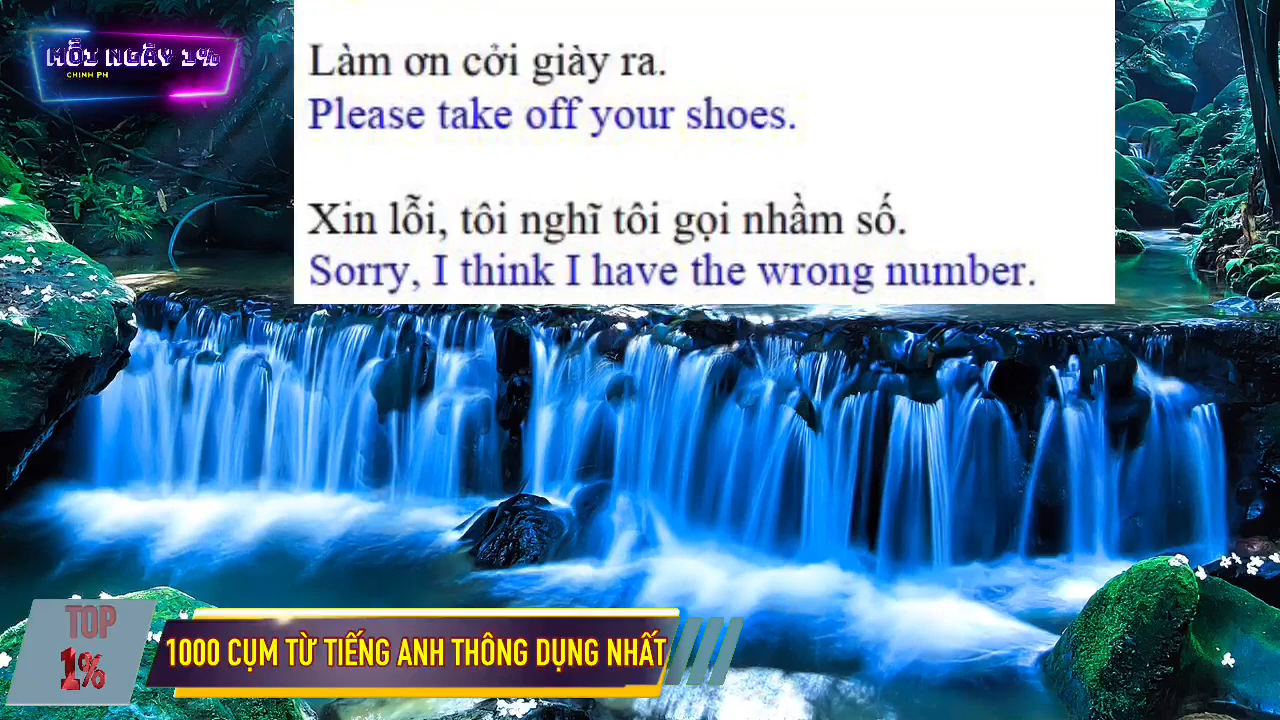 MỖI NGÀY 1%
CHINH PH
Làm ơn cởi giày ra.
Please take off your shoes.
Xin lỗi, tôi nghĩ tôi gọi nhầm số.
Sorry, I think I have the wrong number.
TOP
1%
1000 CỤM TỪ TIẾNG ANH THÔNG DỤNG NHẤT